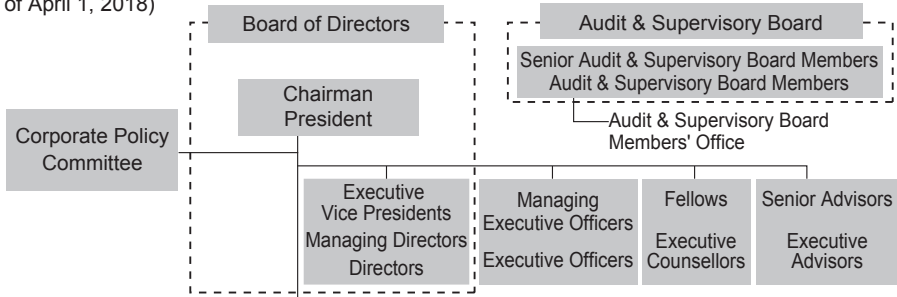 of April 1, 2018)
Board of Directors
Audit & Supervisory Board
Senior Audit & Supervisory Board Members
Audit & Supervisory Board Members
Chairman
President
Audit & Supervisory Board
Members' Office
Corporate Policy
Committee
Executive
Vice Presidents
Managing Directors
Directors
Managing
Executive Officers
Executive Officers
Fellows
Executive
Counsellors
Senior Advisors
Executive
Advisors